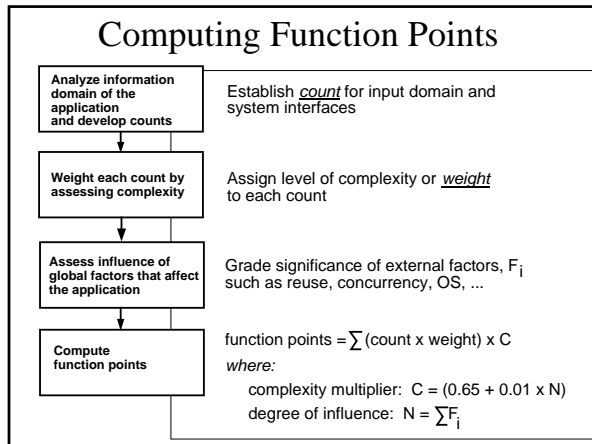 Computing Function Points
Analyze information
domain of the
application
and develop counts
Establish count for input domain and
system interfaces
Weight each count by
assessing complexity
Assign level of complexity or weight
to each count
Assess influence of
global factors that affect
the application
Grade significance of external factors, F i
such as reuse, concurrency, OS, ...
Compute
function points
function points = ∑ (count x weight) x C
where:
complexity multiplier: C = (0.65 + 0.01 x N)
degree of influence: N = ∑ F i